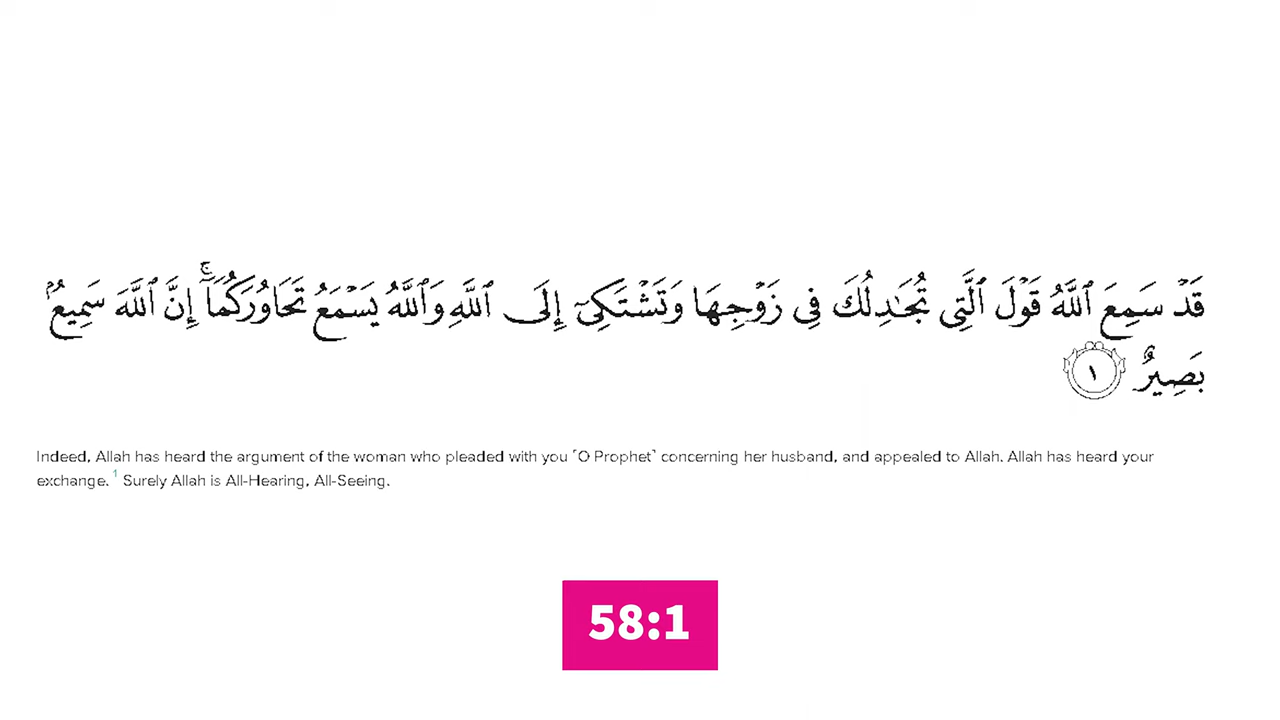 قَدْ سَمِعَ ٱللَّهُ قَوْلَ ٱلَّتِى تُجَـٰدِلُكَ فِى زَوْجِهَا وَتَشْتَكِىٓ إِلَى ٱللَّهِ وَٱللَّهُ يَسْمَعُ تَحَاوُرَكُمَآ ۚ إِنَّ ٱللَّهَ سَمِيعٌۢ
بَصِيرٌ ١
Indeed, Allah has heard the argument of the woman who pleaded with you ˹O Prophet˺ concerning her husband, and appealed to Allah. Allah has heard your
exchange. 1 Surely Allah is All-Hearing, All-Seeing.
58:1